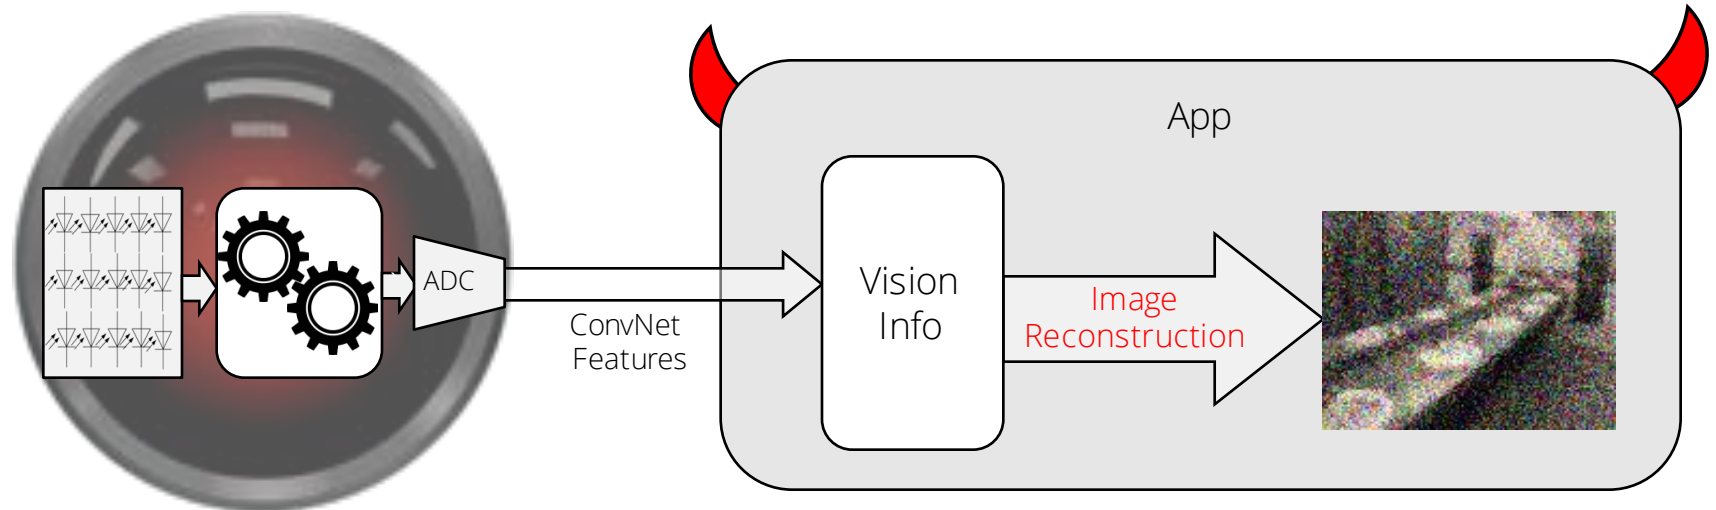 App
ADC
ConvNet
Features
Vision
Info
Image
Reconstruction